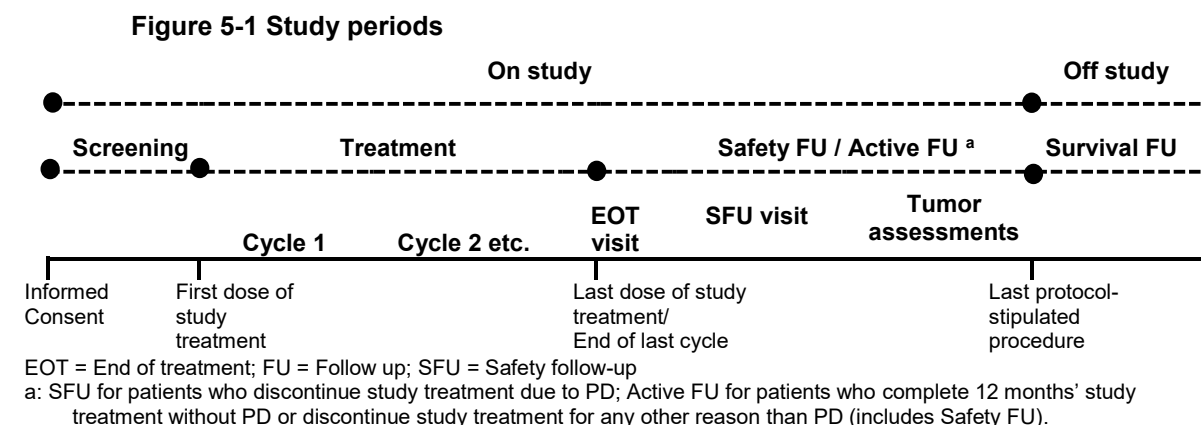 Figure 5-1 Study periods
On study Off study
Screening Treatment Safety FU / Active FU a Survival FU
Cycle 1 Cycle 2 etc. EOT visit SFU visit Tumor assessments
Informed Consent
First dose of study treatment
Last dose of study treatment/ End of last cycle
Last protocol-stipulated procedure
EOT = End of treatment; FU = Follow up; SFU = Safety follow-up
a: SFU for patients who discontinue study treatment due to PD; Active FU for patients who complete 12 months’ study
treatment without PD or discontinue study treatment for any other reason than PD (includes Safety FU).